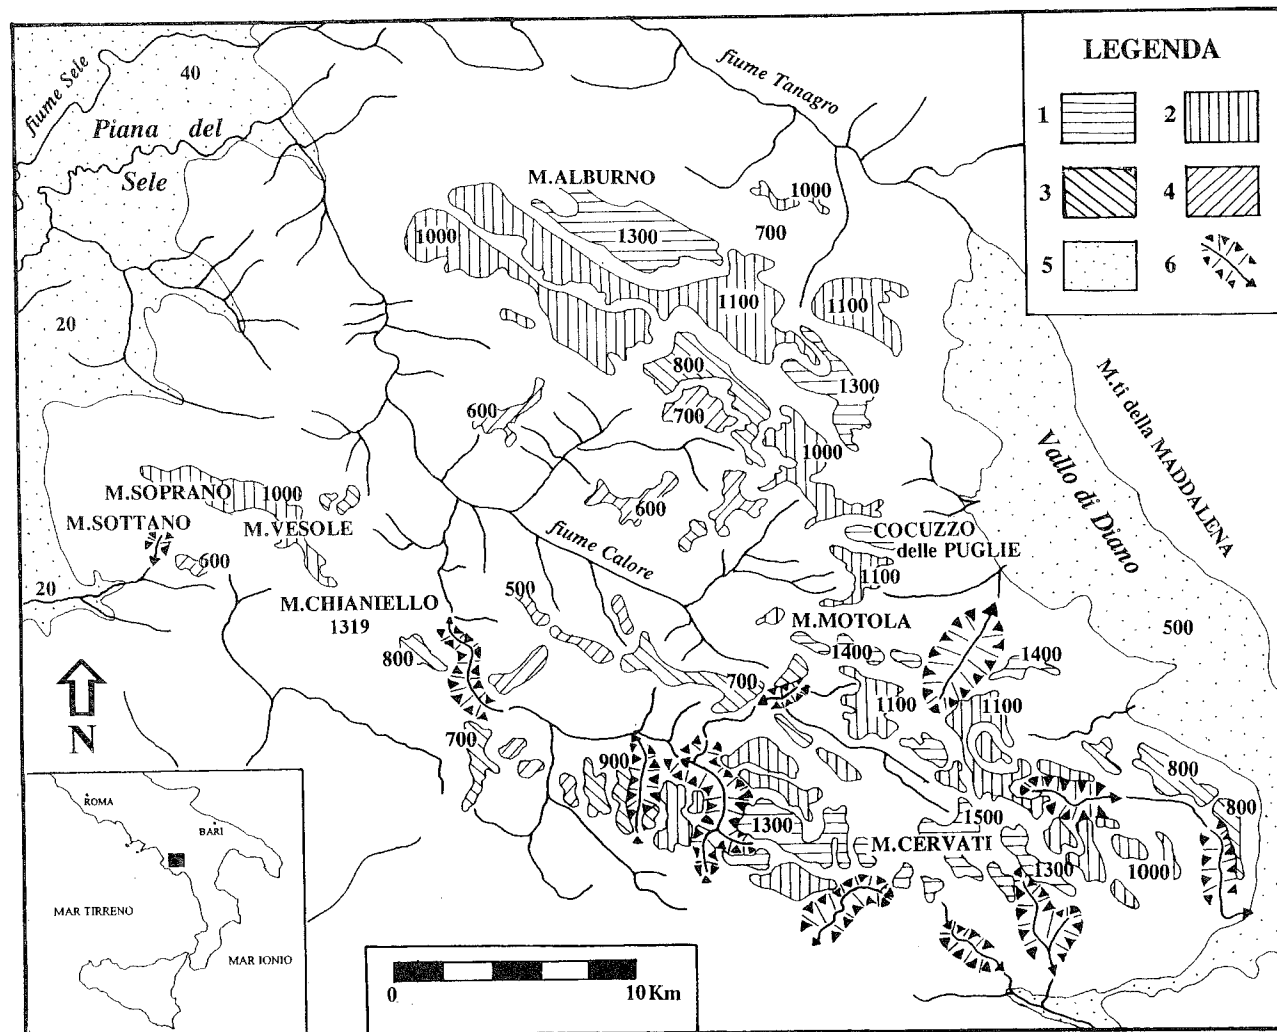 LEGENDA
1
2
3
4
5
6
fiume Sele
40
Piana del
Sele
fiume Tanagro
M.ALBURNO
1000
700
1000
1300
1100
1100
20
800
1300
700
600
1000
M.ti della MADDALENA
Vallo di Diano
M.SOPRANO
1000
M.SOTTANO
M.VESOLE
600
600
fiume Calore
COCUZZO
delle PUGLIE
1100
20
500
M.CHIANIELLO
1319
M.MOTOLA
500
800
1400
1400
700
1100
1100
N
700
900
800
800
1300
1500
M.CERVATI
1300
1000
ROMA
BARI
MAR TIRRENO
MAR IONIO
0
10 Km